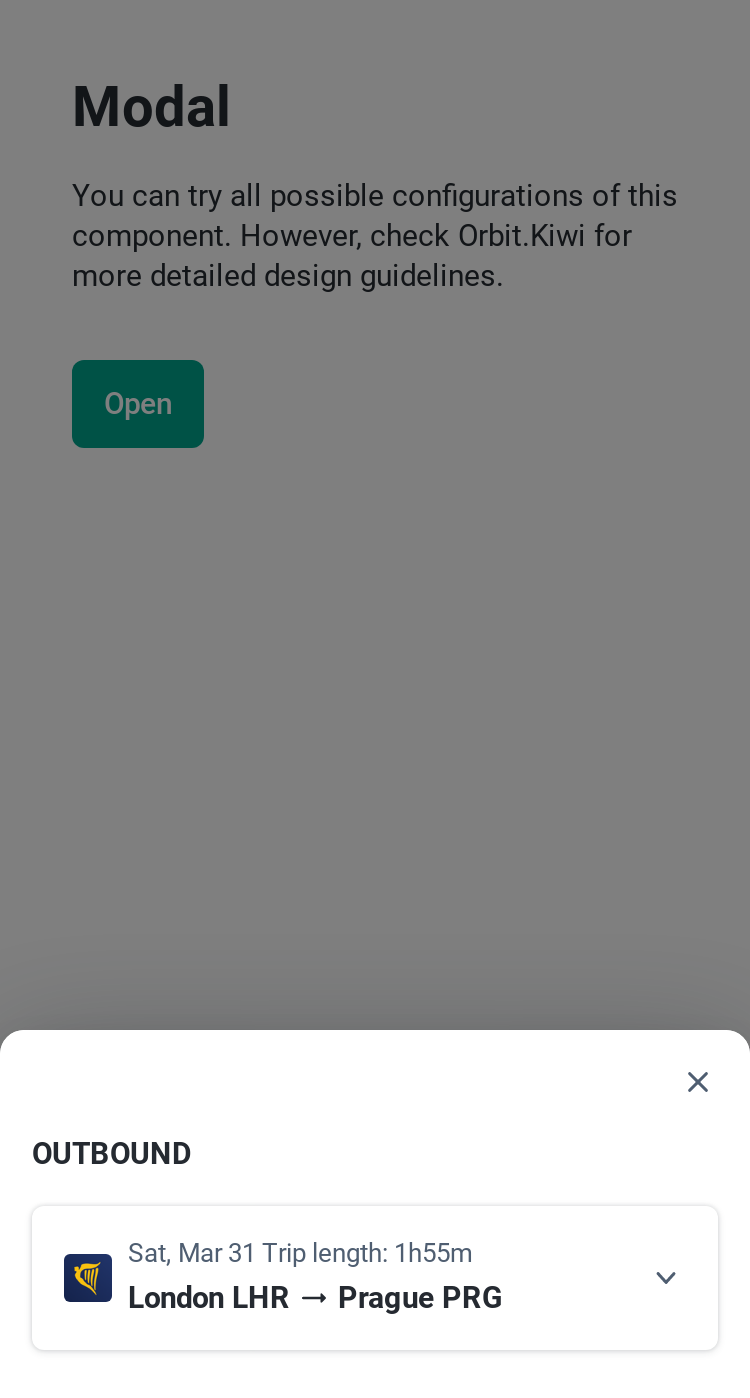 Modal
You can try all possible configurations of this
component. However, check Orbit.Kiwi for
more detailed design guidelines.
Open
OUTBOUND
Sat, Mar 31 Trip length: 1h55m
London LHR → Prague PRG